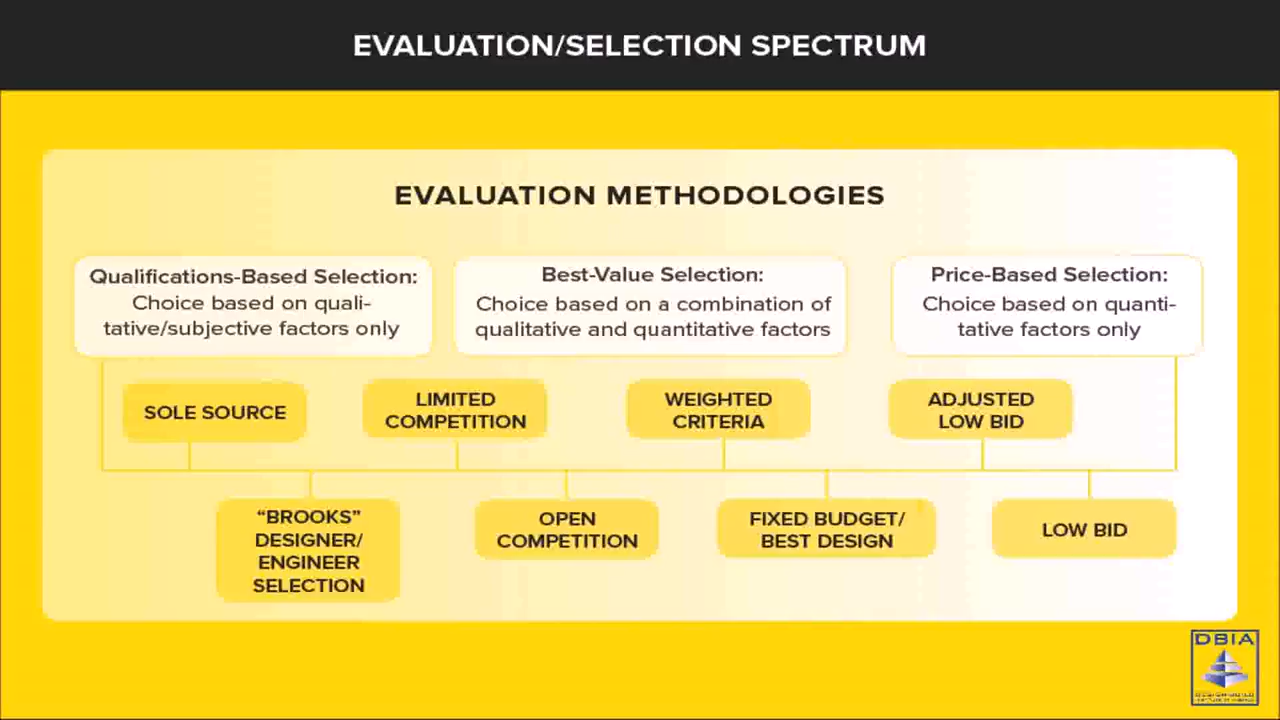 EVALUATION/SELECTION SPECTRUM
EVALUATION METHODOLOGIES
Qualifications-Based Selection:
Choice based on quali-
tative/subjective factors only
Best-Value Selection:
Choice based on a combination of
qualitative and quantitative factors
Price-Based Selection:
Choice based on quanti-
tative factors only
SOLE SOURCE
LIMITED
COMPETITION
WEIGHTED
CRITERIA
ADJUSTED
LOW BID
“BROOKS”
DESIGNER/
ENGINEER
SELECTION
OPEN
COMPETITION
FIXED BUDGET/
BEST DESIGN
LOW BID
DBIA